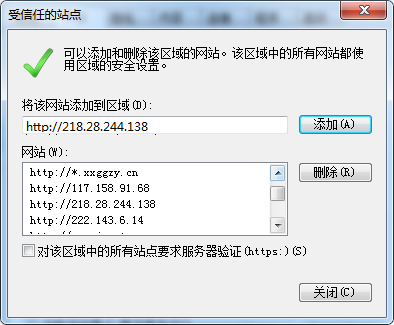 受信任的站点
可以添加和删除该区域的网站。该区域中的所有网站都使
用区域的安全设置。
将该网站添加到区域(D):
http://218.28.244.138
添加(A)
网站(W):
http://*.xxggzy.cn
http://117.158.91.68
http://218.28.244.138
http://222.143.6.14
删除(R)
对该区域中的所有站点要求服务器验证(https:)(S)
关闭(C)